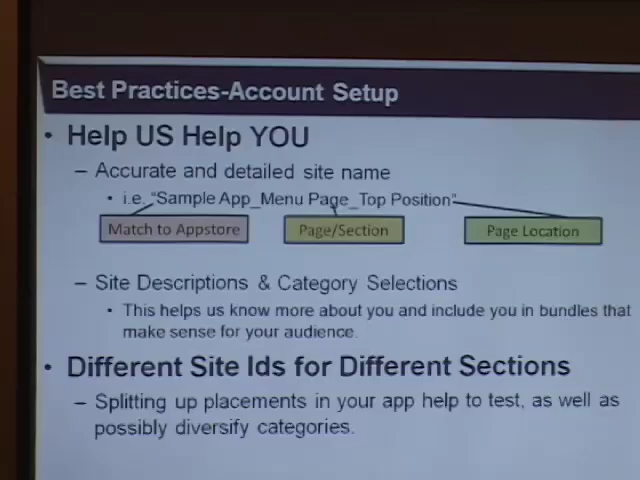 Best Practices-Account Setup
• Help US Help YOU
– Accurate and detailed site name
• i.e. “Sample App_Menu Page_Top Position”
Match to Appstore Page/Section Page Location
– Site Descriptions & Category Selections
• This helps us know more about you and include you in bundles that
make sense for your audience.
• Different Site Ids for Different Sections
– Splitting up placements in your app help to test, as well as
possibly diversify categories.